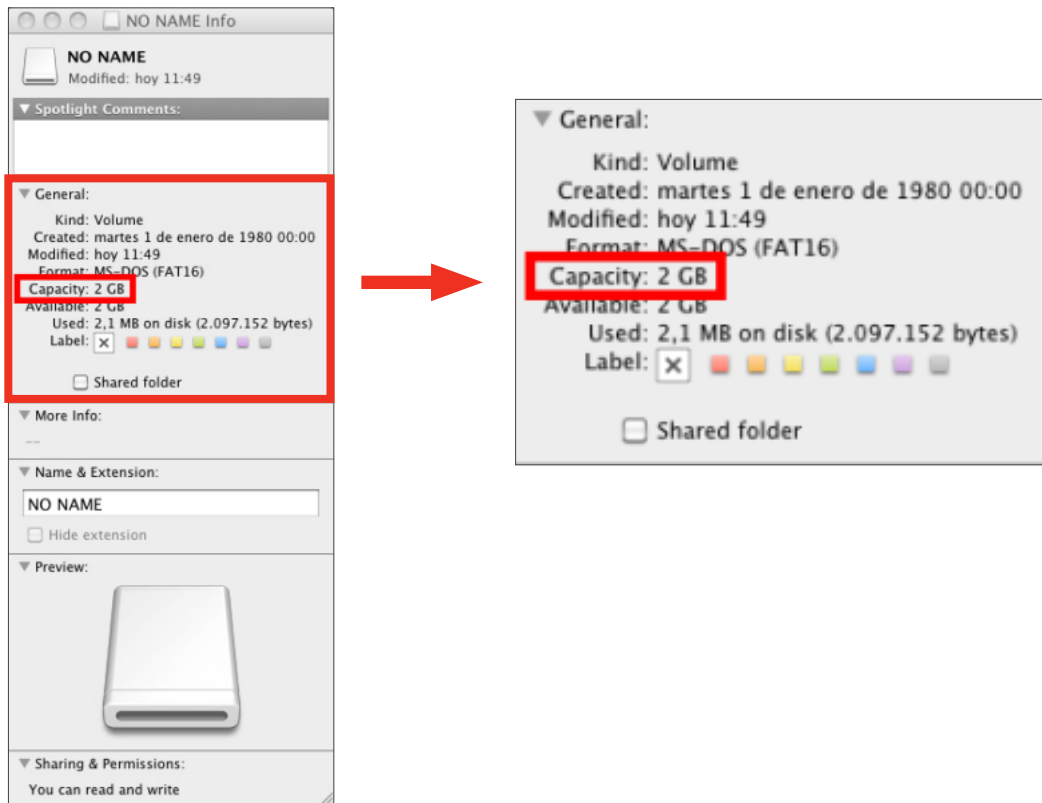 NO NAME Info
NO NAME
Modified: hoy 11:49
Spotlight Comments:
General:
Kind: Volume
Created: martes 1 de enero de 1980 00:00
Modified: hoy 11:49
Format: MS-DOS (FAT16)
Capacity: 2 GB
Available: 2 GB
Used: 2,1 MB on disk (2.097.152 bytes)
Label:
Shared folder
More Info:
--
Name & Extension:
NO NAME
Hide extension
Preview:
Sharing & Permissions:
You can read and write
General:
Kind: Volume
Created: martes 1 de enero de 1980 00:00
Modified: hoy 11:49
Format: MS-DOS (FAT16)
Capacity: 2 GB
Available: 2 GB
Used: 2,1 MB on disk (2.097.152 bytes)
Label:
Shared folder